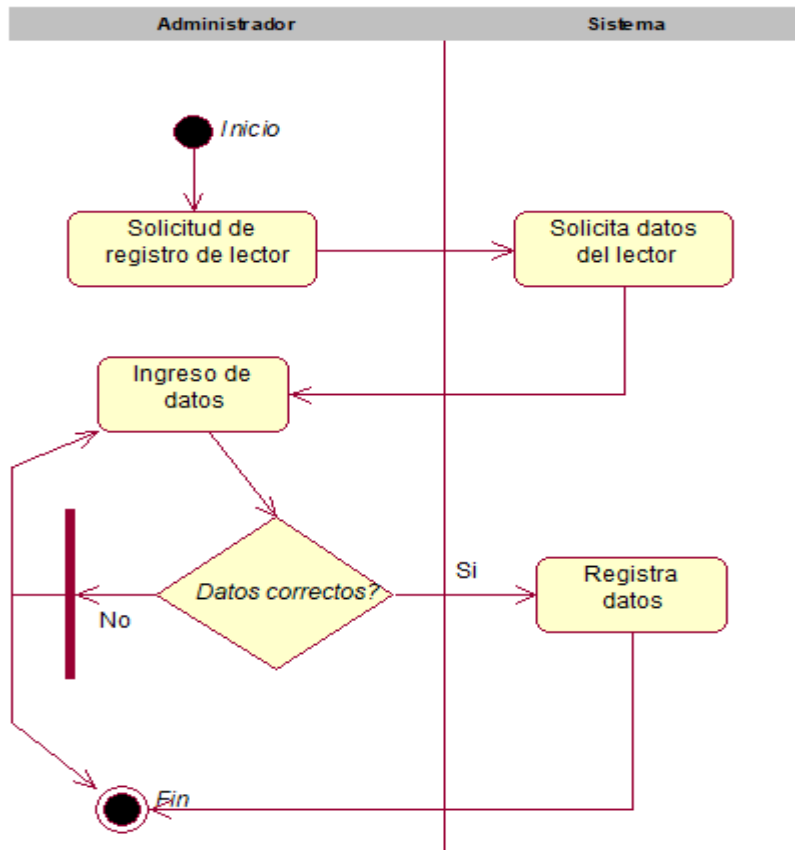 Administrador
Sistema
Inicio
Solicitud de
registro de lector
Solicita datos
del lector
Ingreso de
datos
Datos correctos?
Si
No
Registra
datos
Fin